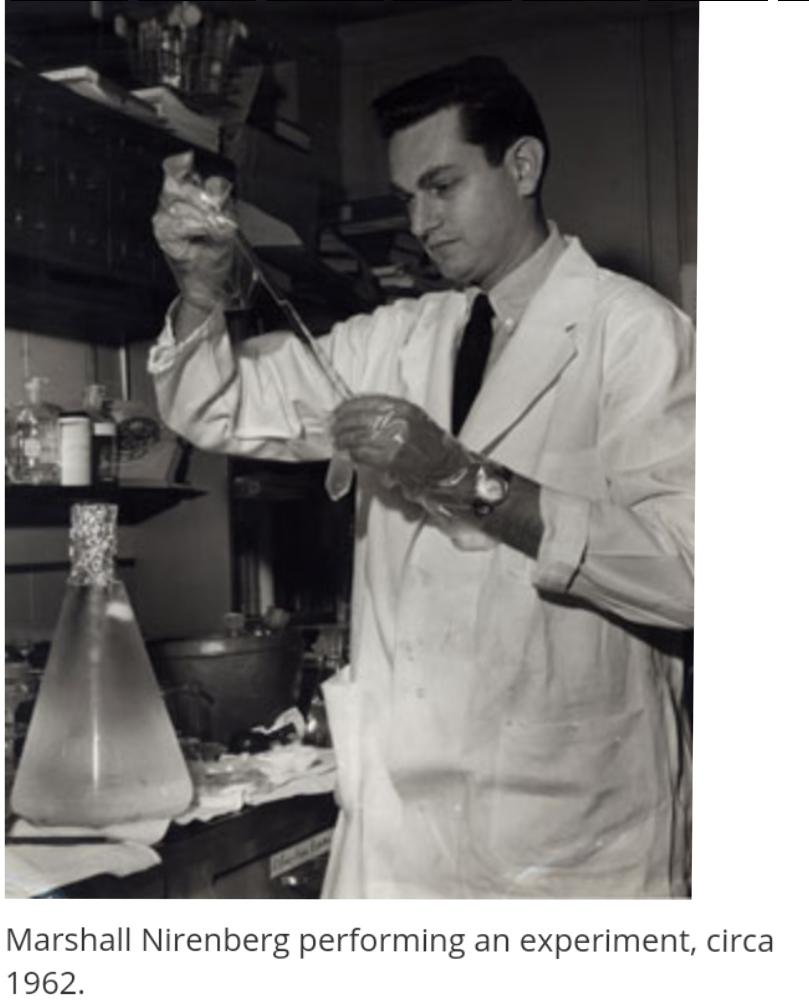 Marshall Nirenberg performing an experiment, circa
1962.